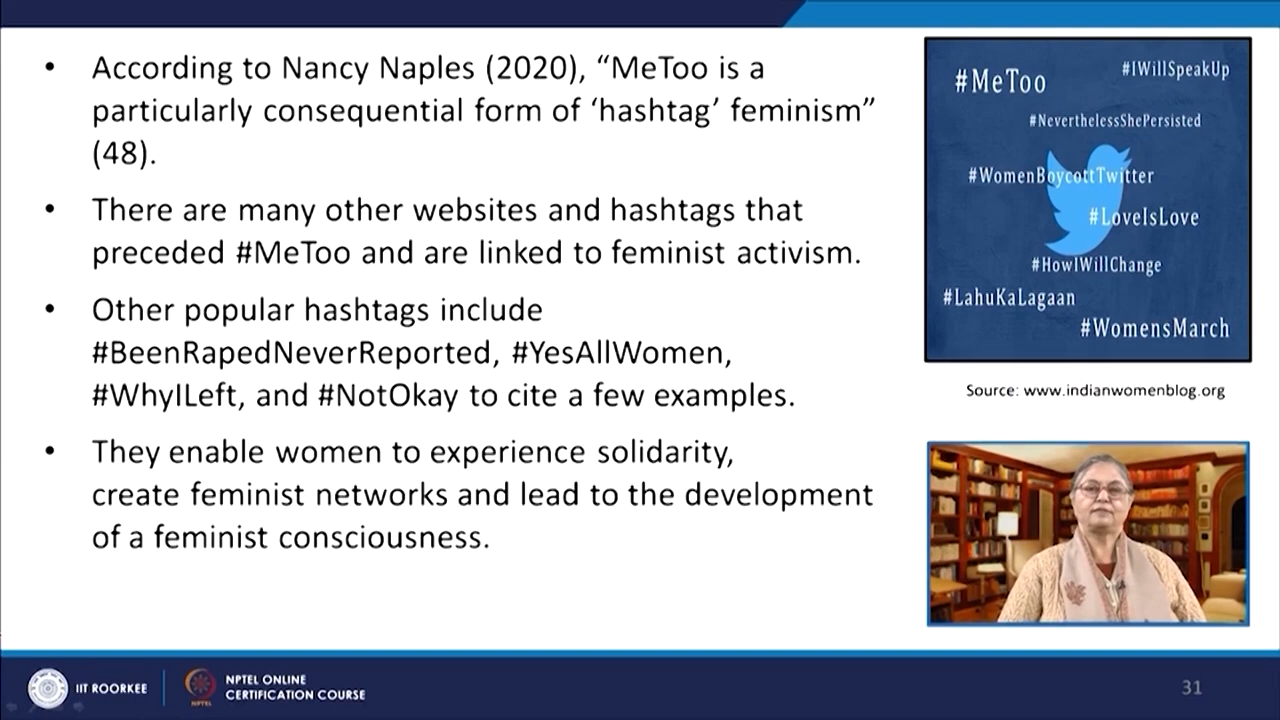 • According to Nancy Naples (2020), “MeToo is a
particularly consequential form of ‘hashtag’ feminism”
(48).
• There are many other websites and hashtags that
preceded #MeToo and are linked to feminist activism.
• Other popular hashtags include
#BeenRapedNeverReported, #YesAllWomen,
#WhyILeft, and #NotOkay to cite a few examples.
• They enable women to experience solidarity,
create feminist networks and lead to the development
of a feminist consciousness.
#MeToo
#IWillSpeakUp
#NeverthelessShePersisted
#WomenBoycottTwitter
#LoveIsLove
#HowIWillChange
#LahuKaLagaan
#WomensMarch
Source: www.indianwomenblog.org
IIT ROORKEE
NPTEL
NPTEL ONLINE
CERTIFICATION COURSE
31